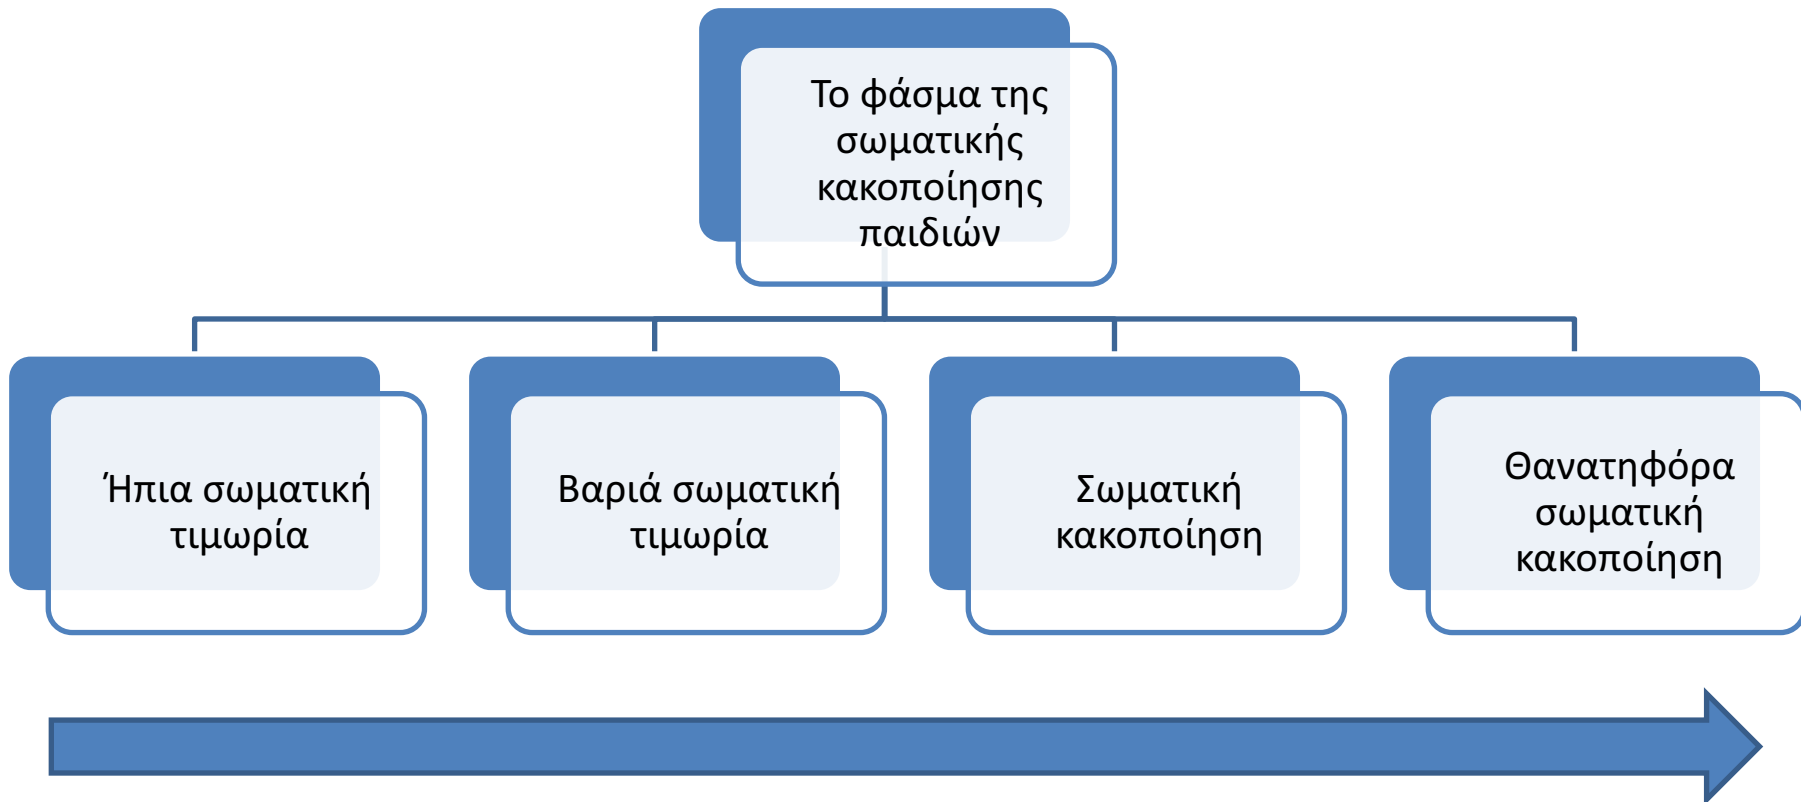 Το φάσμα της
σωματικής
κακοποίησης
παιδιών
Ήπια σωματική
τιμωρία
Βαριά σωματική
τιμωρία
Σωματική
κακοποίηση
Θανατηφόρα
σωματική
κακοποίηση